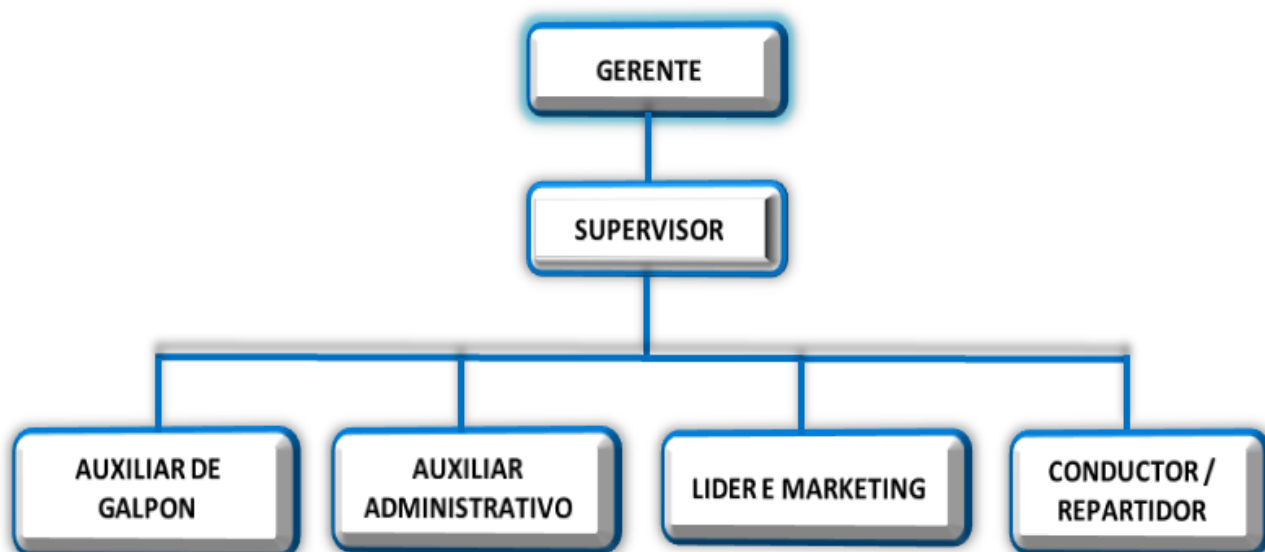 GERENTE
SUPERVISOR
AUXILIAR DE
GALPON
AUXILIAR
ADMINISTRATIVO
LIDER E MARKETING
CONDUCTOR /
REPARTIDOR